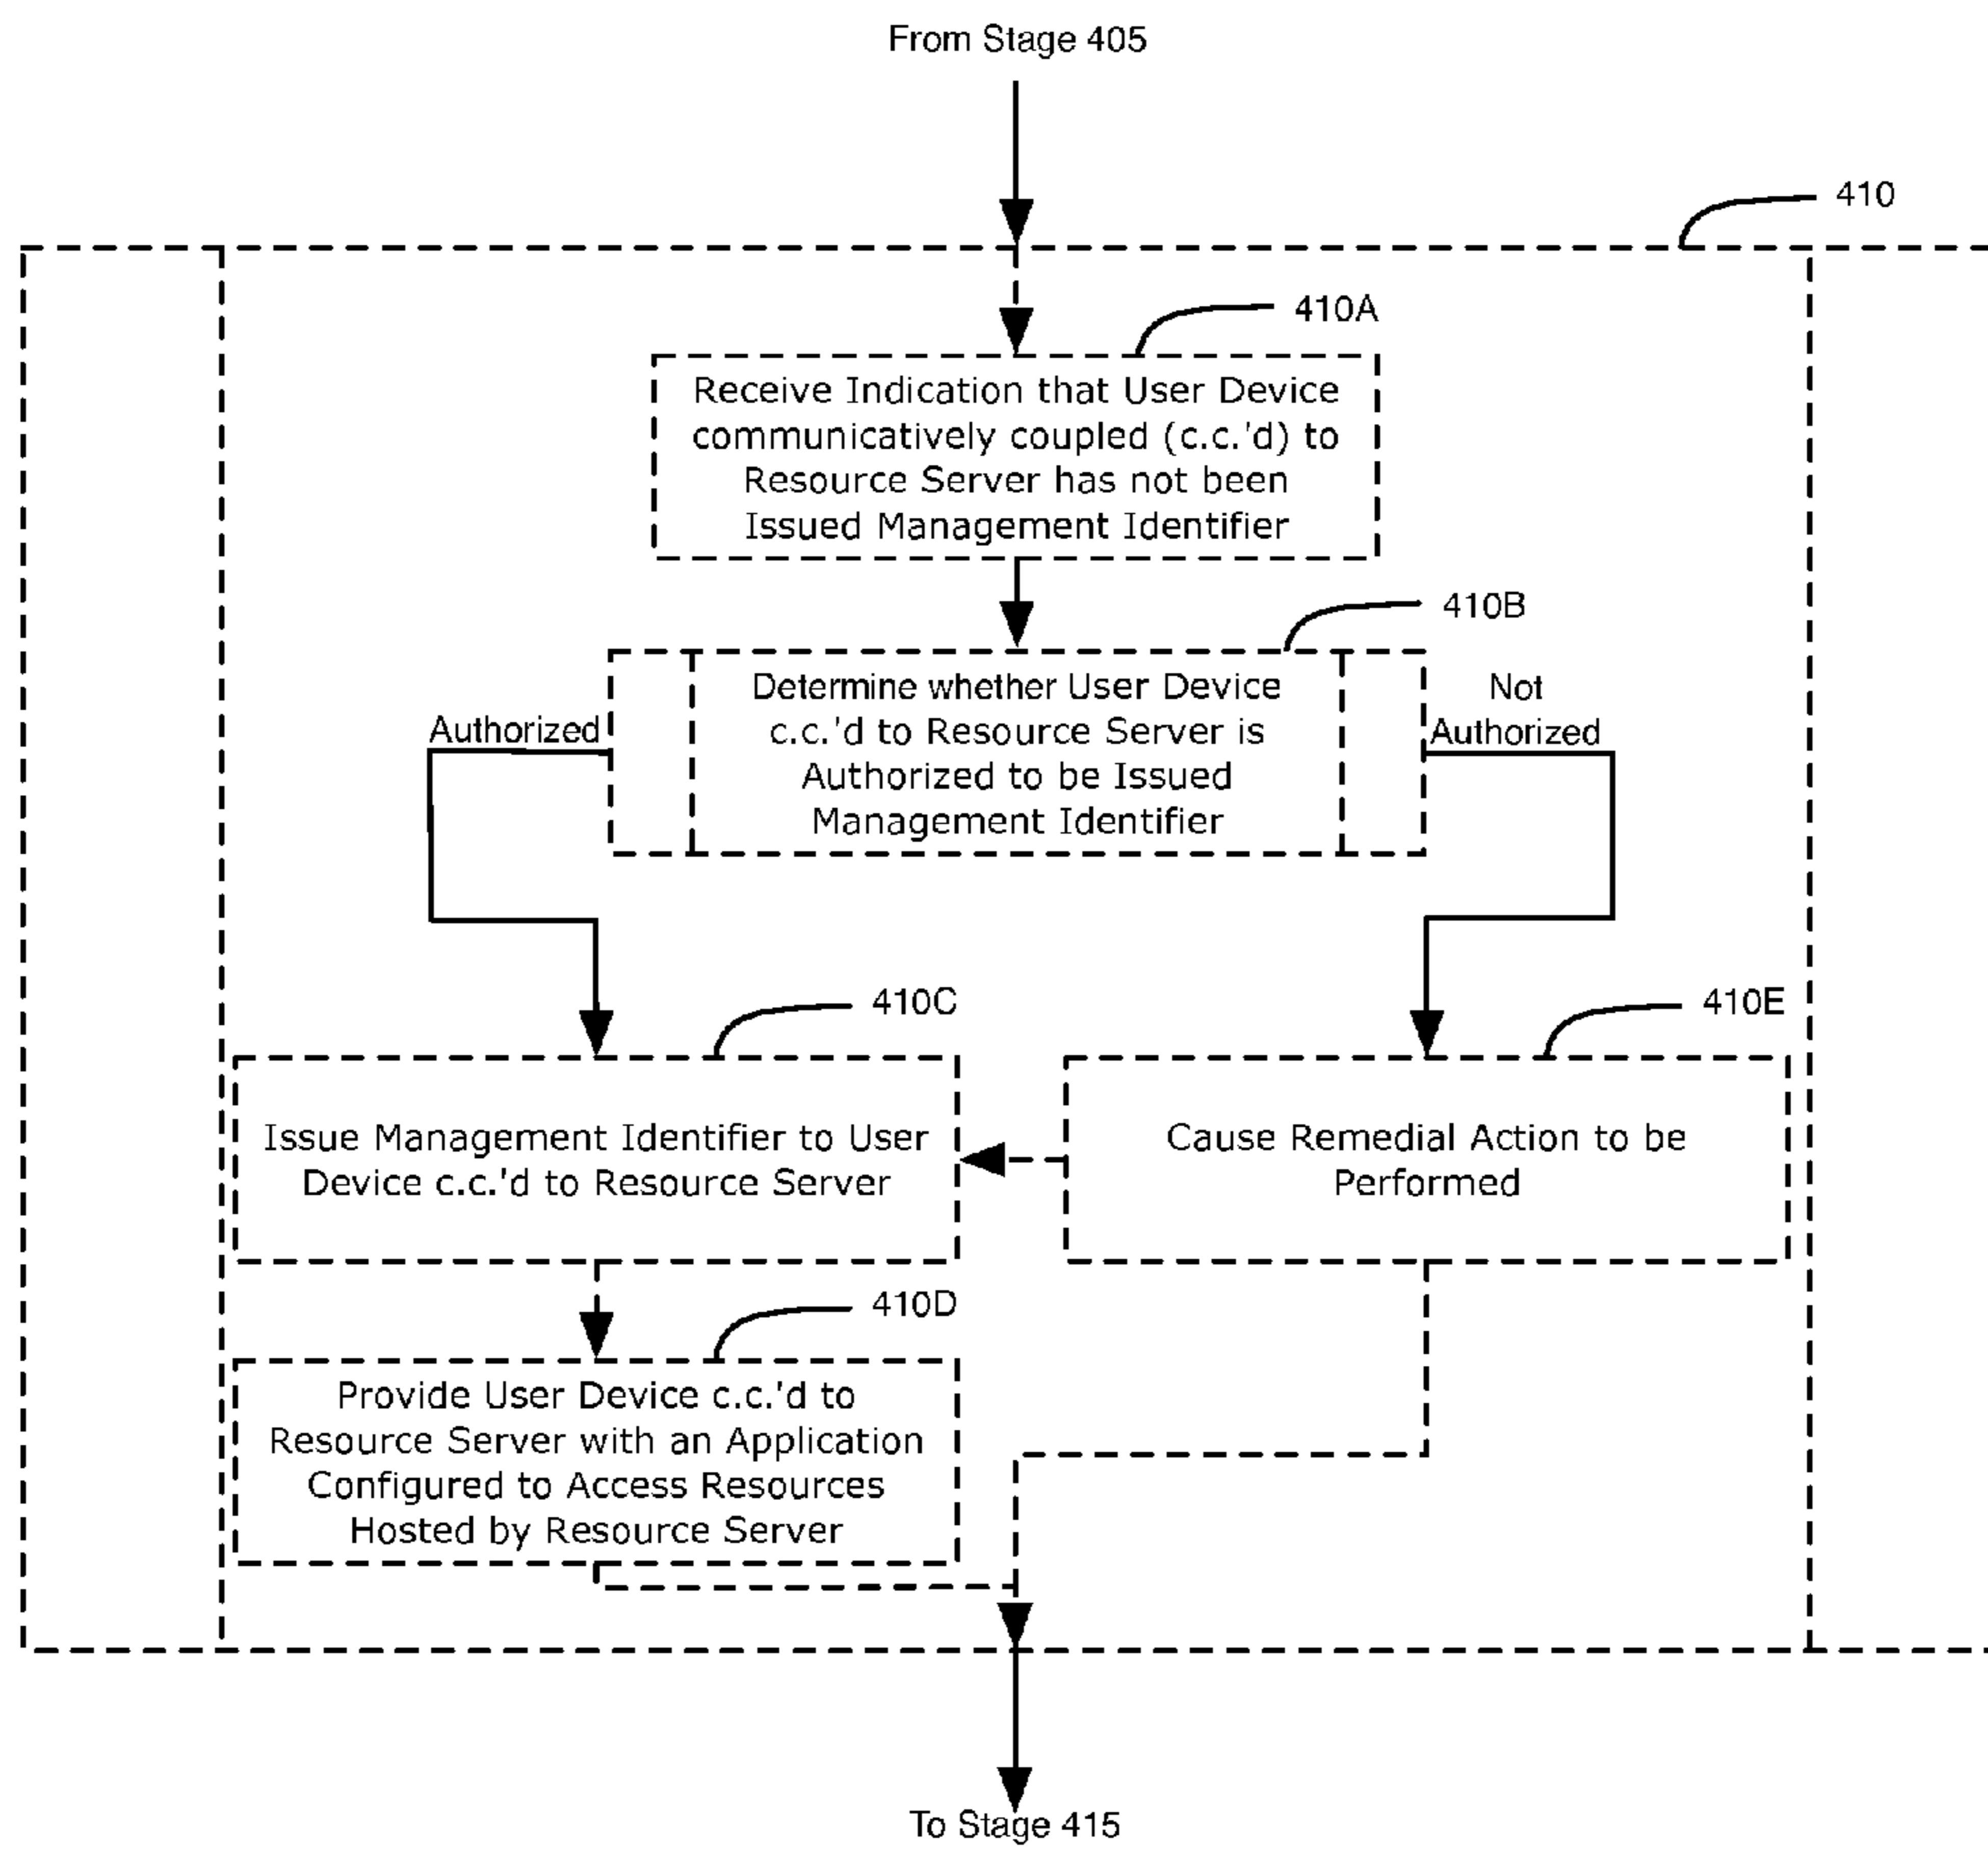 From Stage 405
410
410A
Receive Indication that User Device
communicatively coupled (c.c.'d) to
Resource Server has not been
Issued Management Identifier
410B
Determine whether User Device
c.c.'d to Resource Server is
Authorized to be Issued
Management Identifier
Authorized
Not
Authorized
410C
Issue Management Identifier to User
Device c.c.'d to Resource Server
410E
Cause Remedial Action to be
Performed
410D
Provide User Device c.c.'d to
Resource Server with an Application
Configured to Access Resources
Hosted by Resource Server
To Stage 415